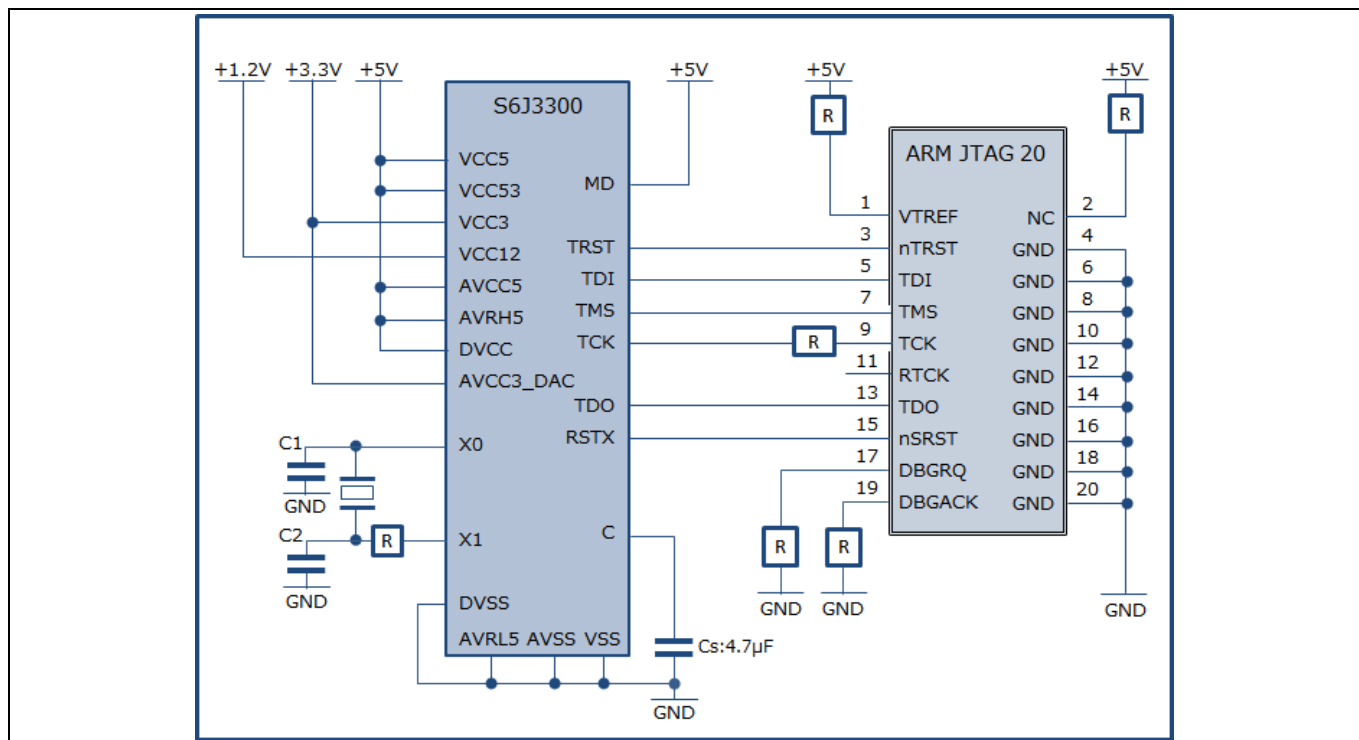 +1.2V +3.3V +5V
S6J3300
+5V
+5V
+5V
R
R
ARM JTAG 20
VCC5
VCC53
VCC3
VCC12
AVCC5
AVRH5
DVCC
AVCC3_DAC
X0
X1
DVSS
AVRL5 AVSS VSS
MD
TRST
TDI
TMS
TCK
TDO
RSTX
C
R
1
3
5
7
9
11
13
15
17
19
VTREF
nTRST
TDI
TMS
TCK
RTCK
TDO
nSRST
DBGRQ
DBGACK
NC
GND
GND
GND
GND
GND
GND
GND
GND
GND
2
4
6
8
10
12
14
16
18
20
C1
GND
C2
R
GND
R
R
GND
GND
GND
Cs:4.7µF
GND